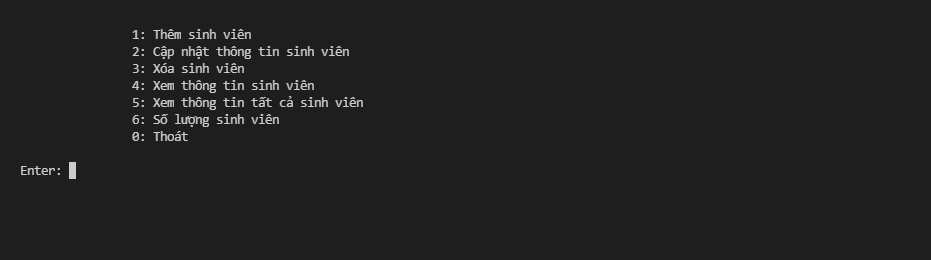 1: Thêm sinh viên
2: Cập nhật thông tin sinh viên
3: Xóa sinh viên
4: Xem thông tin sinh viên
5: Xem thông tin tất cả sinh viên
6: Số lượng sinh viên
0: Thoát
Enter: